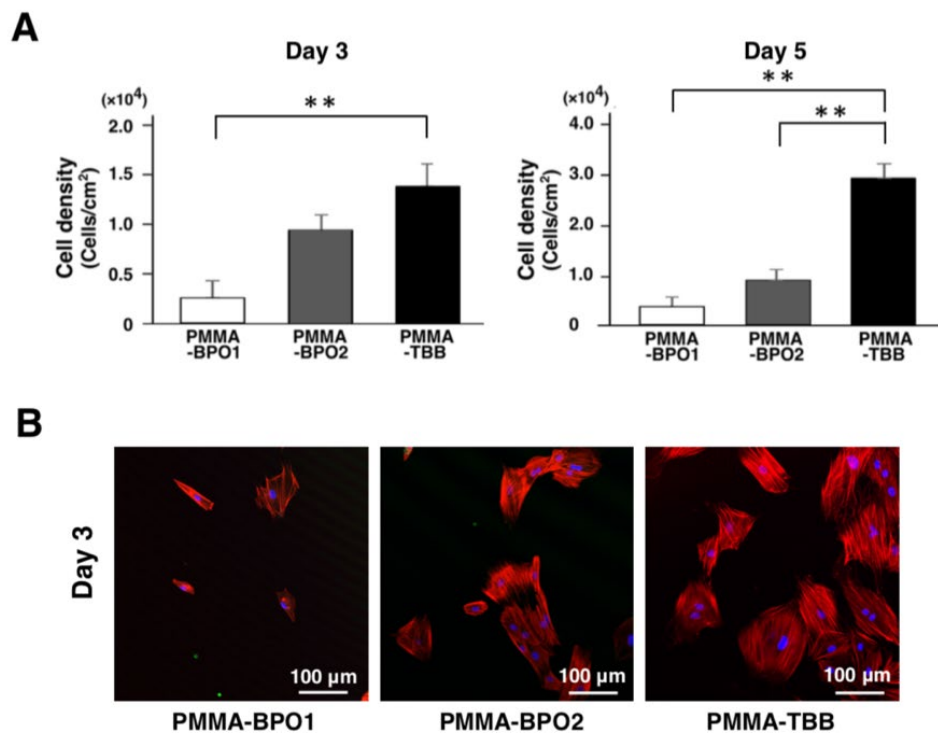 A
Day 3
(×10⁴)
2.0
1.5
1.0
0.5
0
Cell density
(Cells/cm²)
**
PMMA
-BPO1
PMMA
-BPO2
PMMA
-TBB
Day 5
(×10⁴)
4.0
3.0
2.0
1.0
0
Cell density
(Cells/cm²)
**
**
PMMA
-BPO1
PMMA
-BPO2
PMMA
-TBB
B
Day 3
100 µm
100 µm
100 µm
PMMA-BPO1
PMMA-BPO2
PMMA-TBB